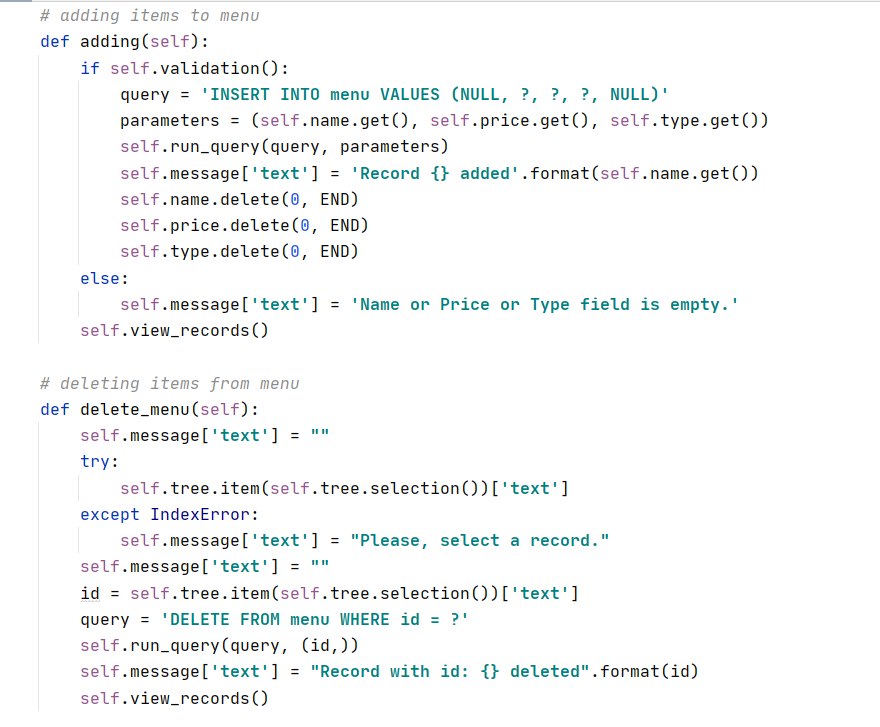 # adding items to menu
def adding(self):
    if self.validation():
        query = 'INSERT INTO menu VALUES (NULL, ?, ?, ?, NULL)'
        parameters = (self.name.get(), self.price.get(), self.type.get())
        self.run_query(query, parameters)
        self.message['text'] = 'Record {} added'.format(self.name.get())
        self.name.delete(0, END)
        self.price.delete(0, END)
        self.type.delete(0, END)
    else:
        self.message['text'] = 'Name or Price or Type field is empty.'
    self.view_records()

# deleting items from menu
def delete_menu(self):
    self.message['text'] = ""
    try:
        self.tree.item(self.tree.selection())['text']
    except IndexError:
        self.message['text'] = "Please, select a record."
    self.message['text'] = ""
    id = self.tree.item(self.tree.selection())['text']
    query = 'DELETE FROM menu WHERE id = ?'
    self.run_query(query, (id,))
    self.message['text'] = "Record with id: {} deleted".format(id)
    self.view_records()